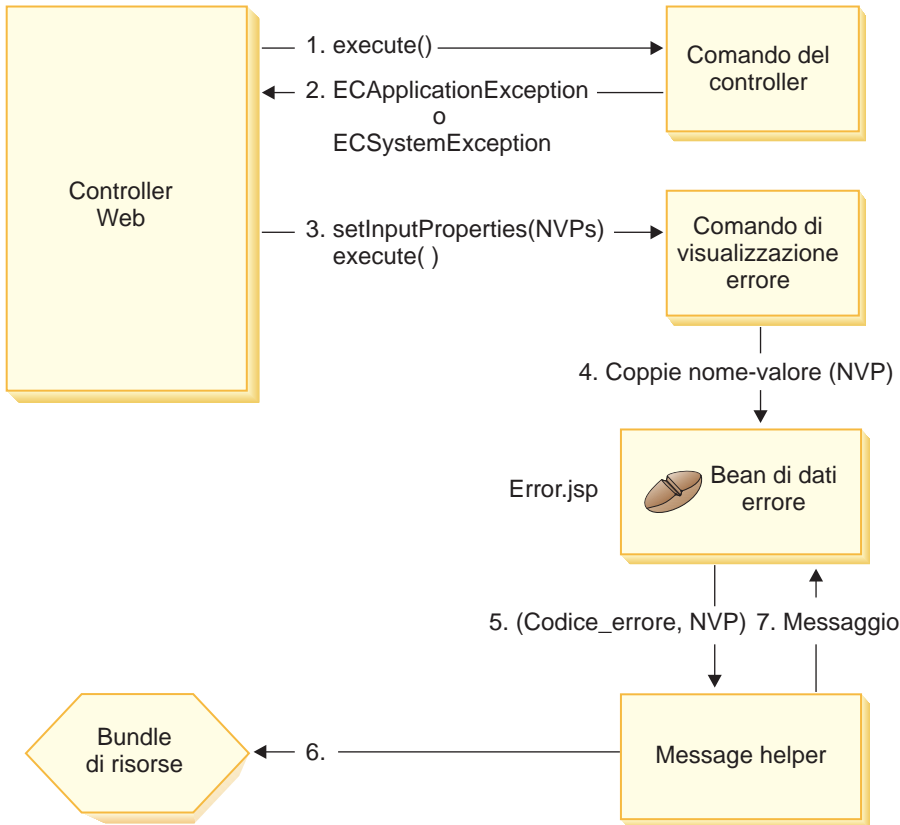 1. execute()
Comando del
controller
2. ECApplicationException
o
ECSystemException
Controller
Web
3. setInputProperties(NVPs)
execute( )
Comando di
visualizzazione
errore
4. Coppie nome-valore (NVP)
Error.jsp
Bean di dati
errore
5. (Codice_errore, NVP)
7. Messaggio
Bundle
di risorse
6.
Message helper